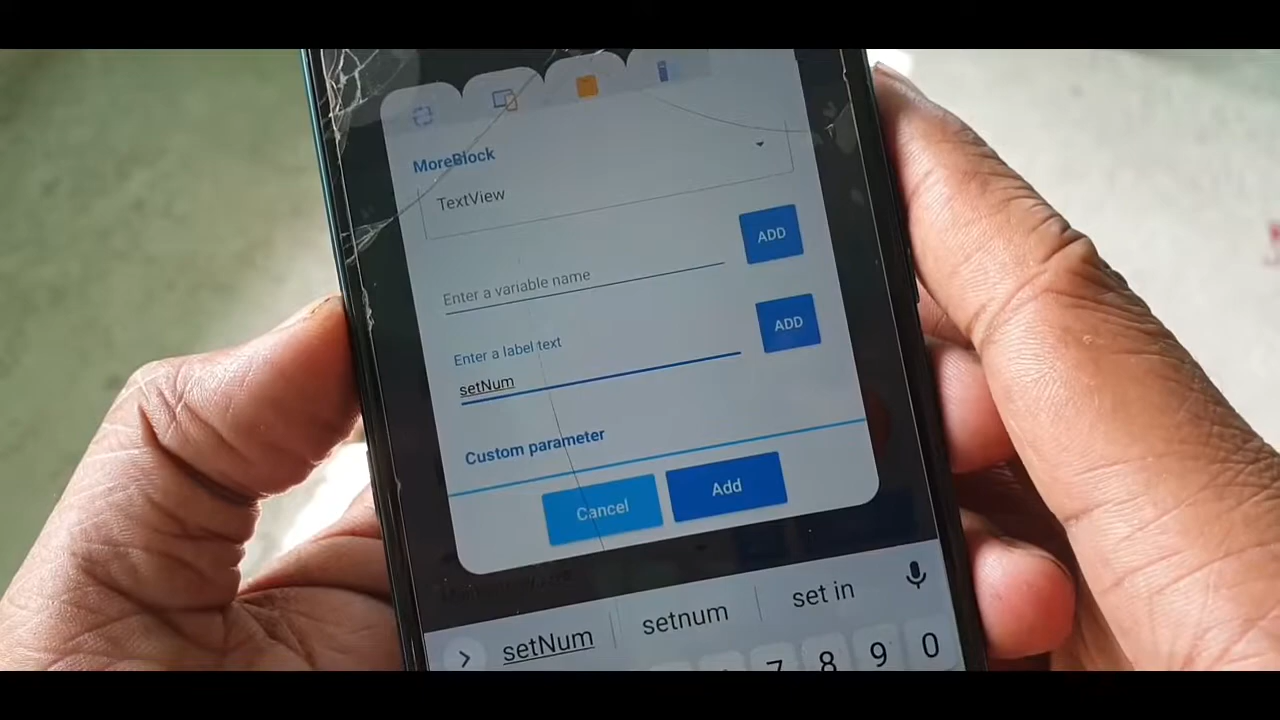 MoreBlock
TextView
Enter a variable name
ADD
Enter a label text
setNum
ADD
Custom parameter
Cancel
Add
setNum
setnum
set in
7
8
9
0